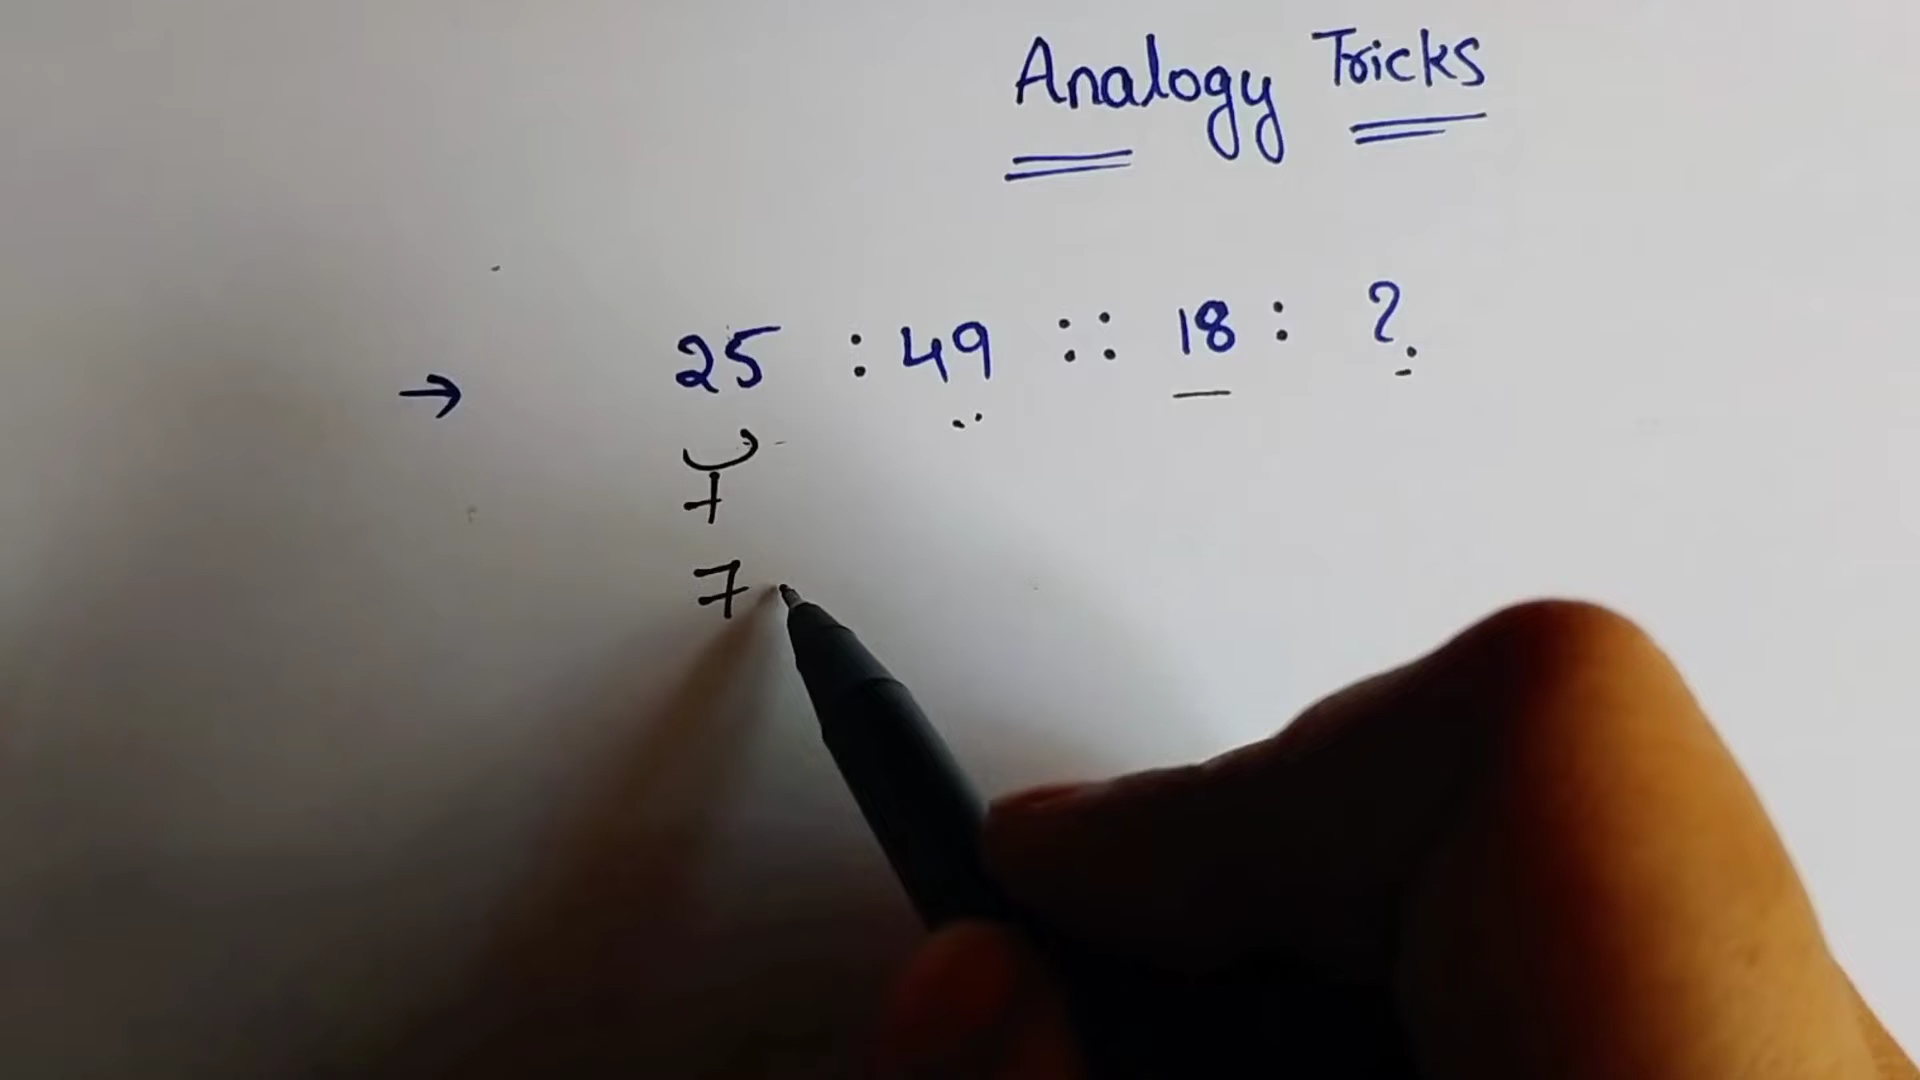 Analogy Tricks
→ 25 : 49 :: 18 : ?
7
7